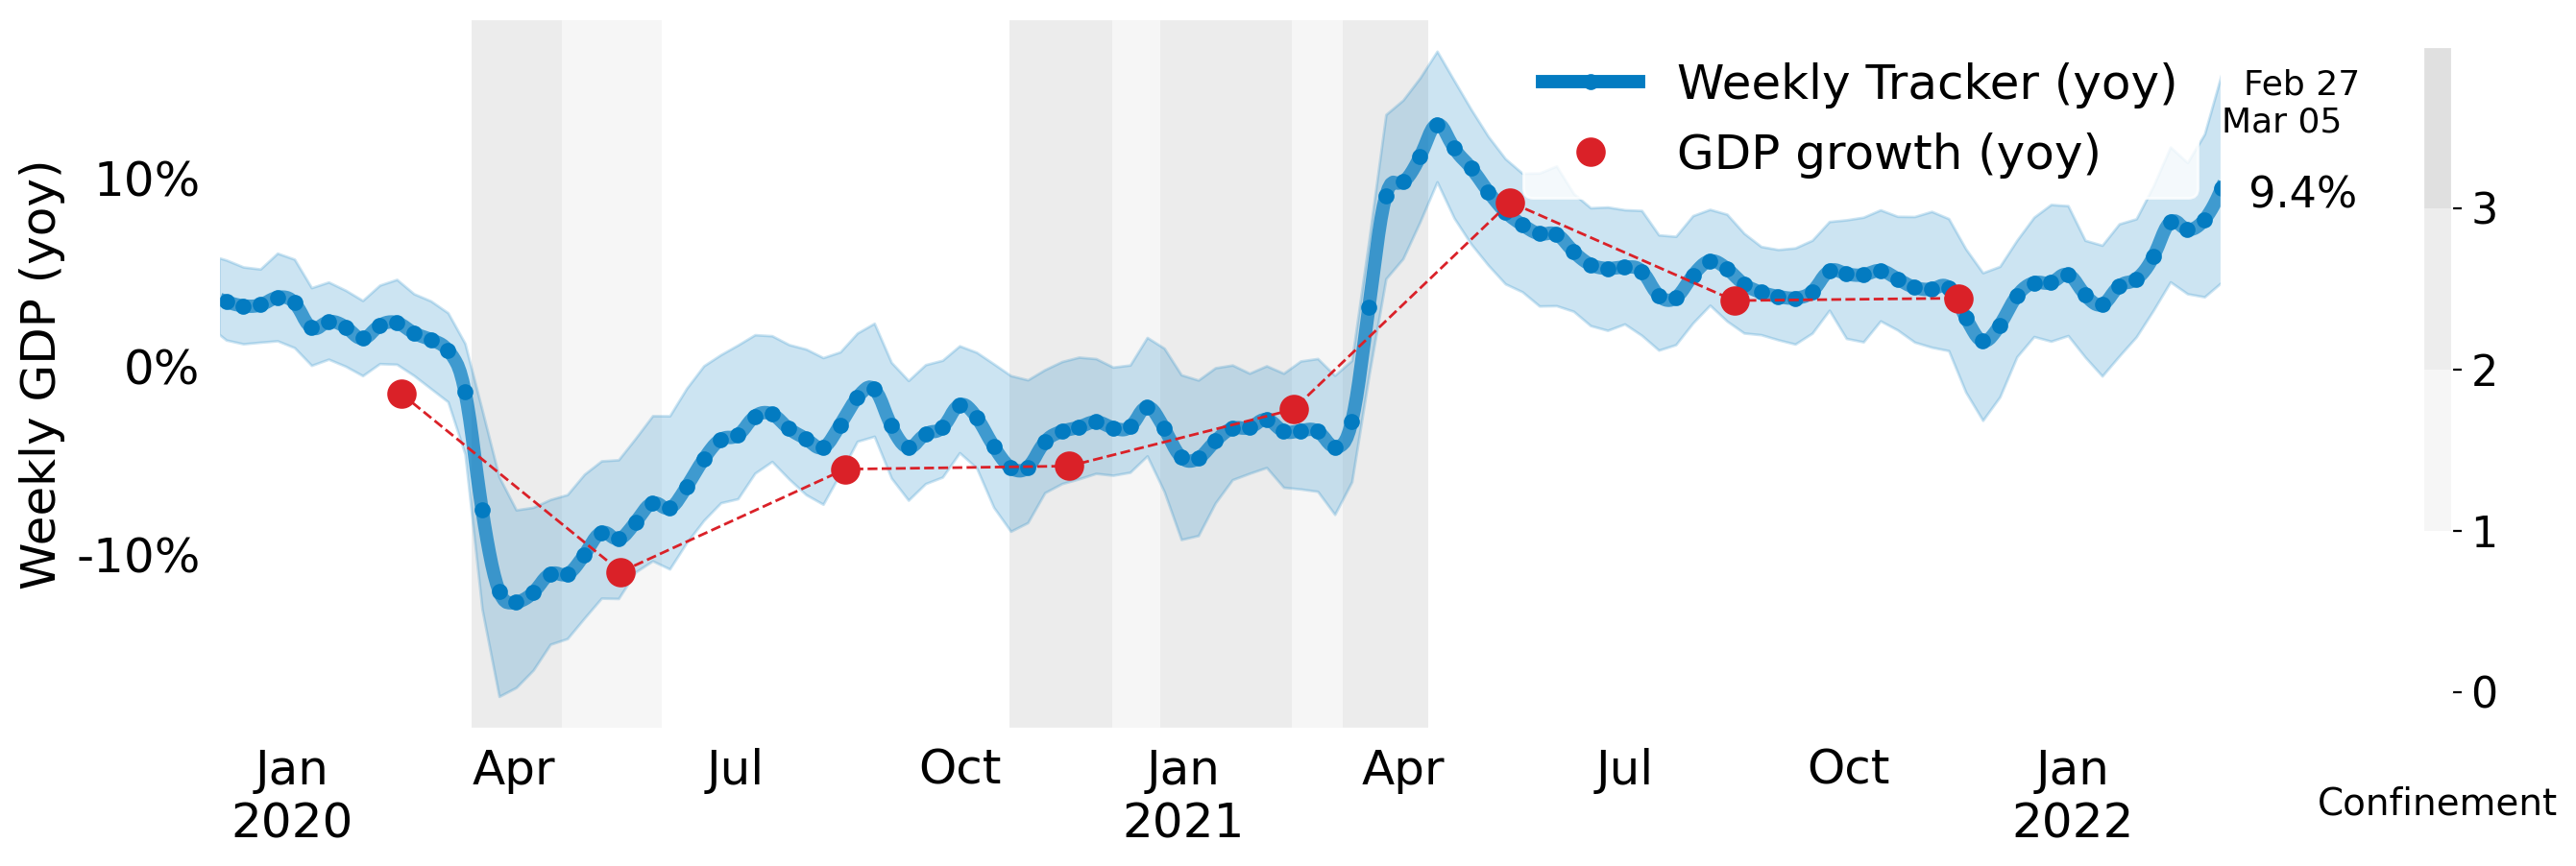 Weekly Tracker (yoy)
GDP growth (yoy)
Feb 27
Mar 05
9.4%
Weekly GDP (yoy)
10%
0%
-10%
3
2
1
0
Jan Apr Jul Oct Jan Apr Jul Oct Jan
2020 2021 2022
Confinement